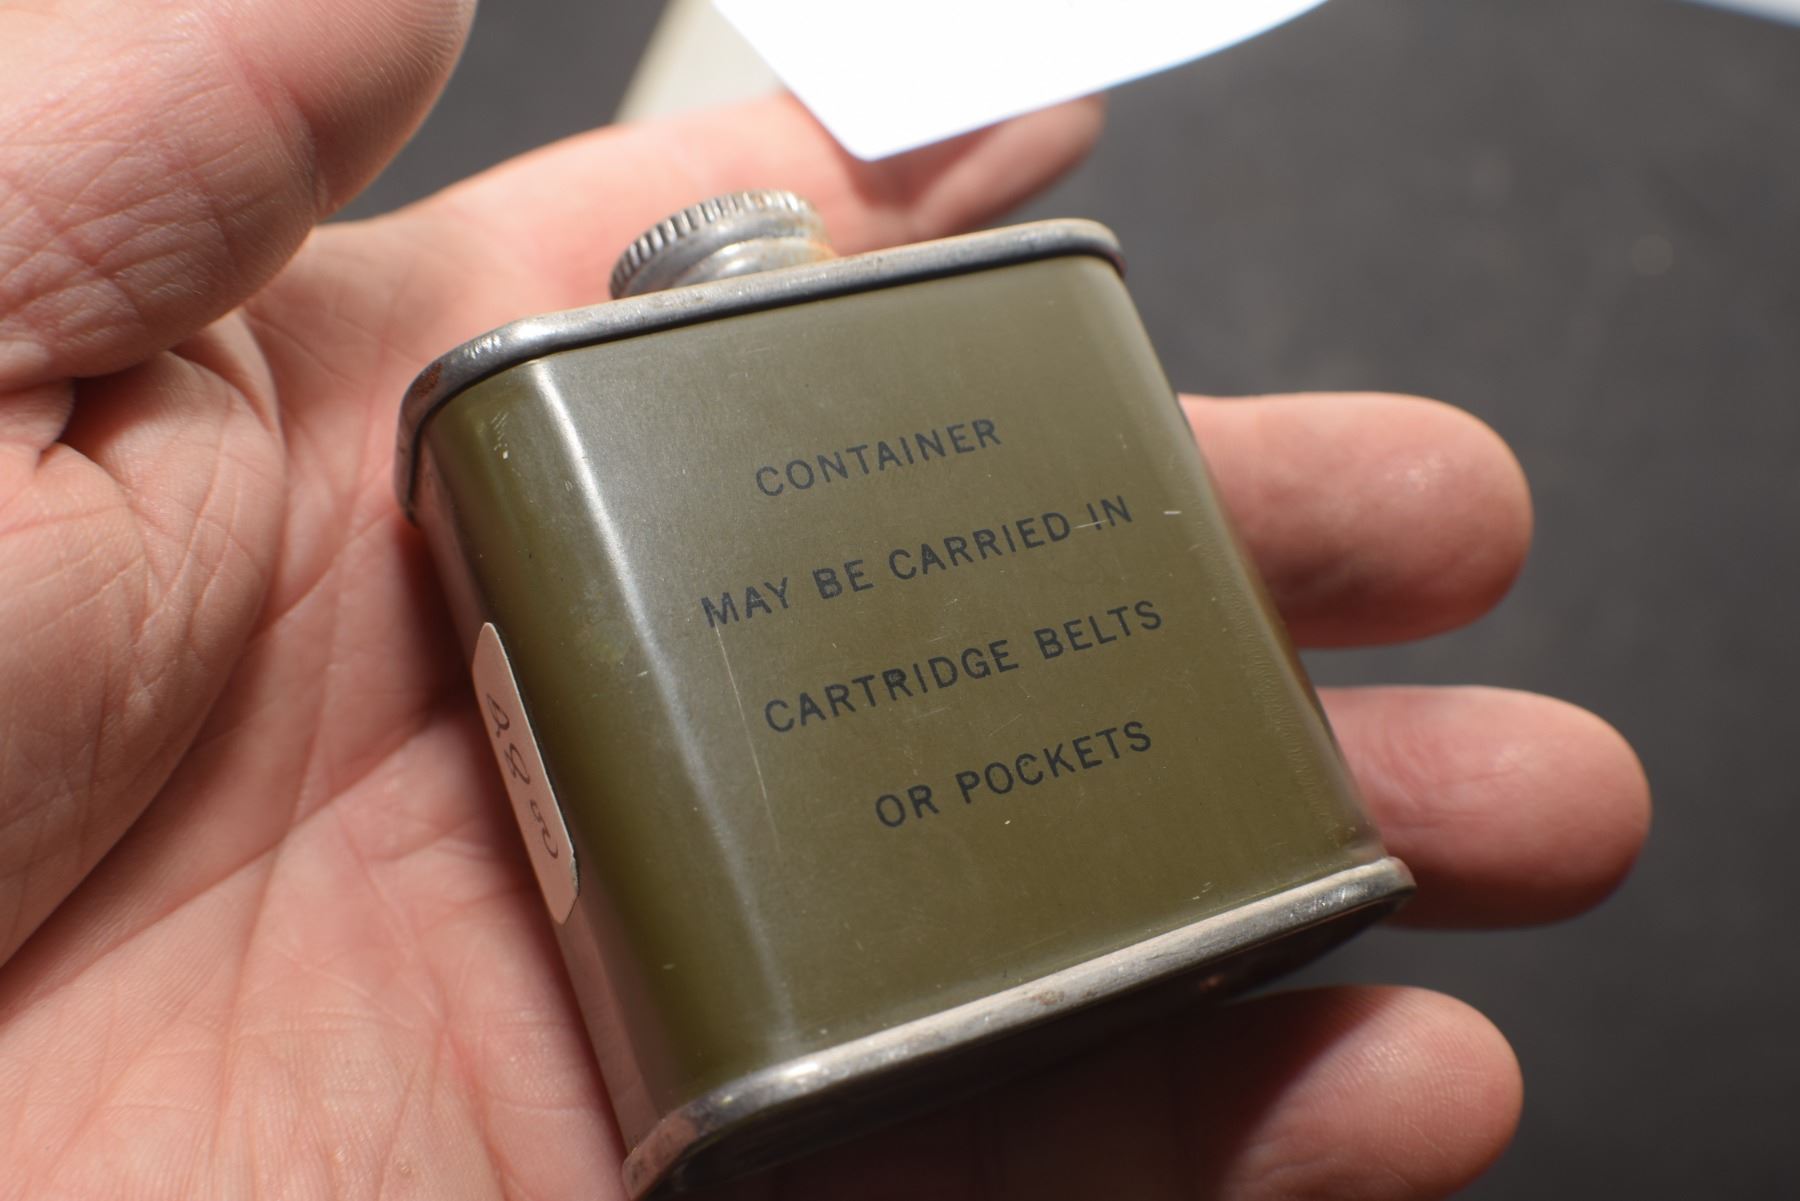 CONTAINER
MAY BE CARRIED IN
CARTRIDGE BELTS
OR POCKETS